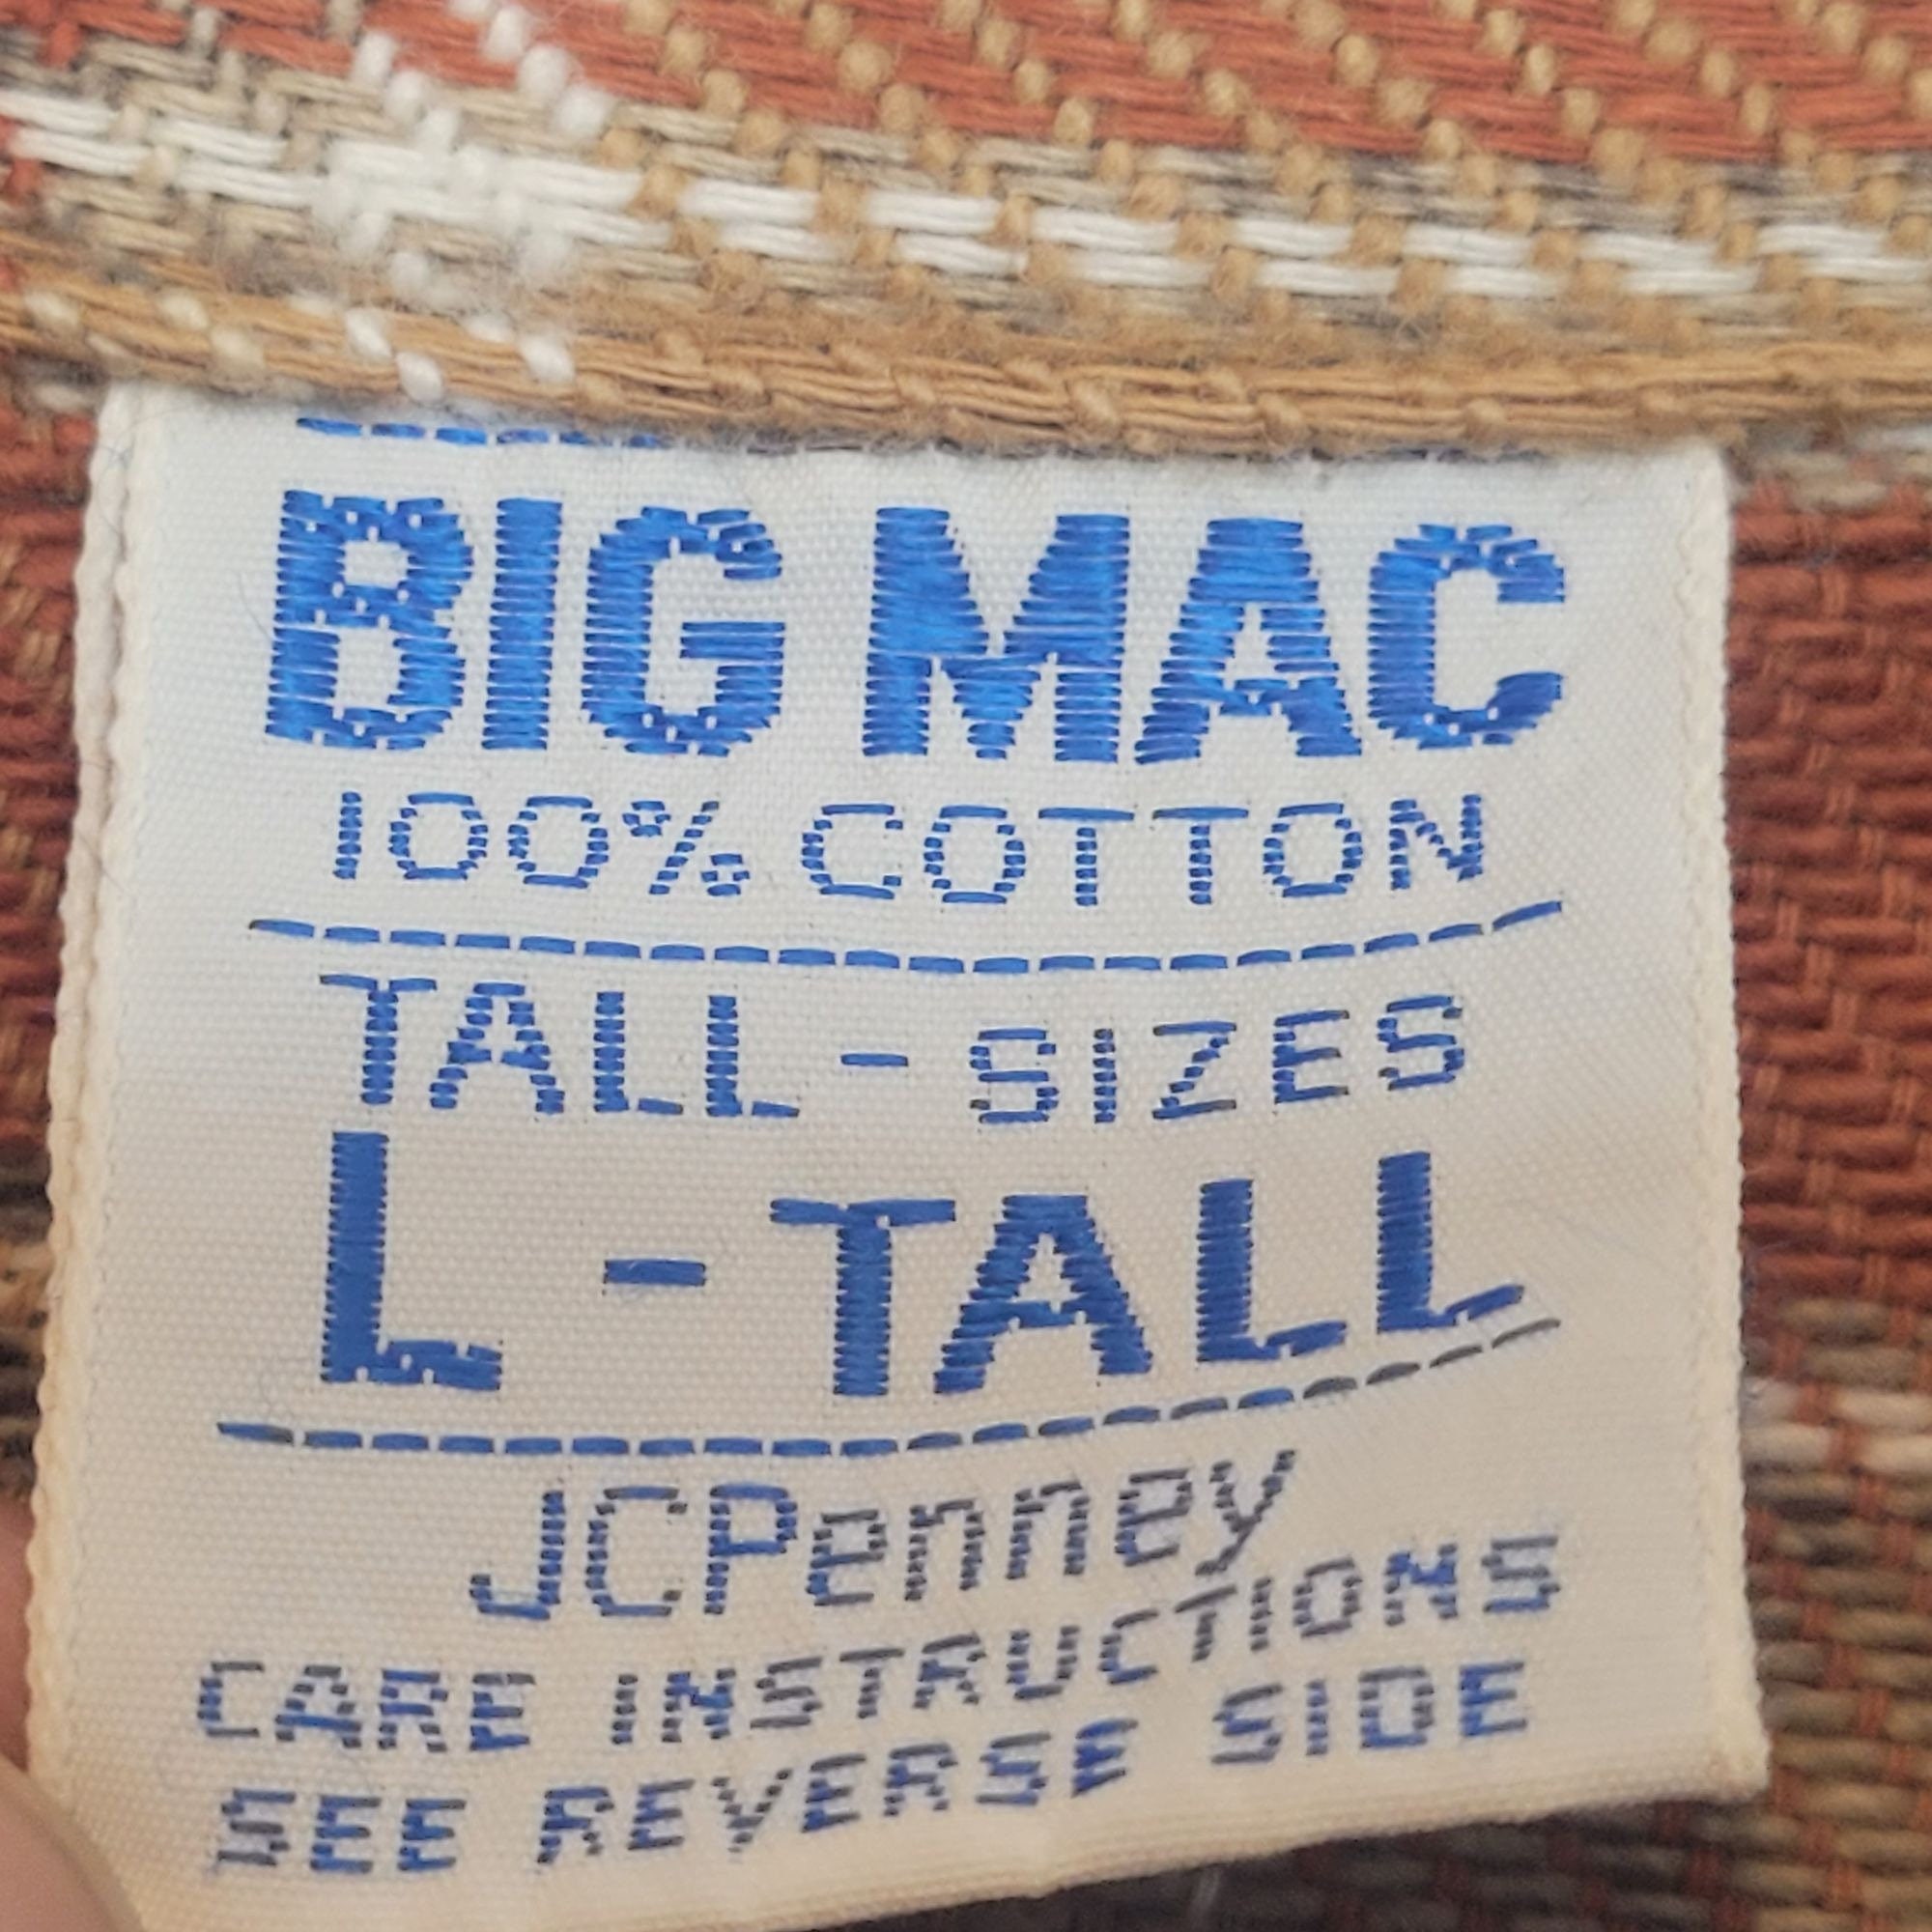 BIG MAC
100% COTTON
TALL - SIZES
L - TALL
JCPenney
CARE INSTRUCTIONS
SEE REVERSE SIDE